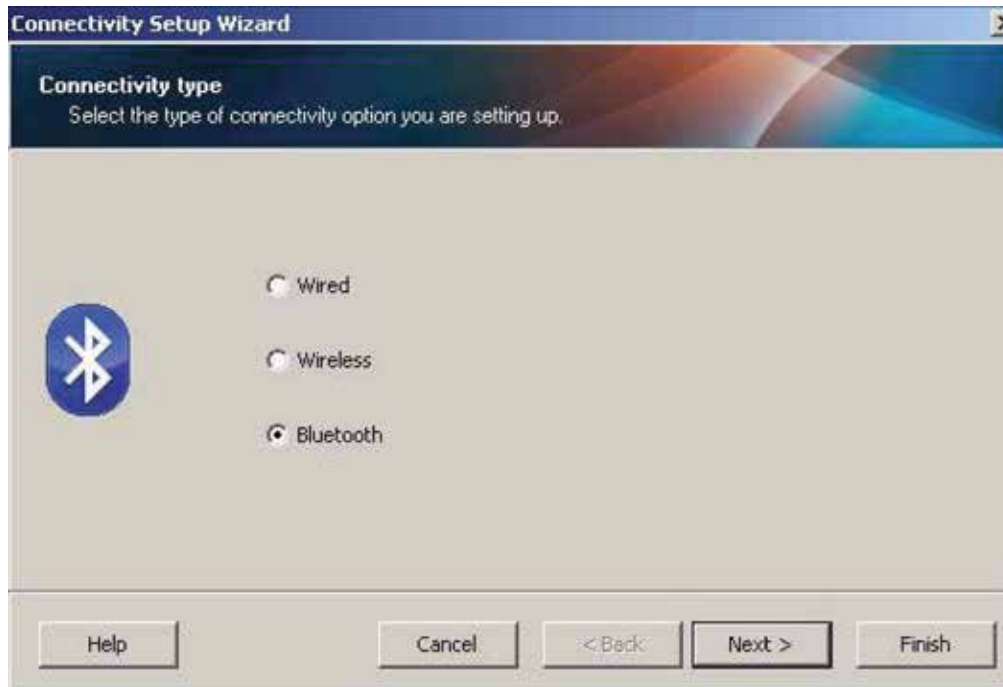 Connectivity Setup Wizard
Connectivity type
Select the type of connectivity option you are setting up.
Wired
Wireless
Bluetooth
Help Cancel < Back Next > Finish